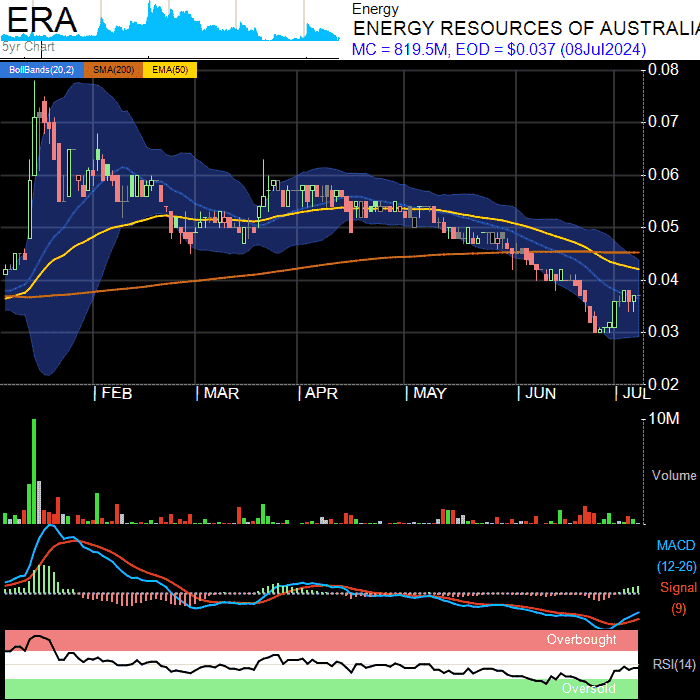 ERA
5yr Chart
Energy
ENERGY RESOURCES OF AUSTRALIA
MC = 819.5M, EOD = $0.037 (08Jul2024)
BollBands(20,2) SMA(200) EMA(50)
0.08
0.07
0.06
0.05
0.04
0.03
0.02
| FEB | MAR | APR | MAY | JUN | JUL
10M
Volume
MACD
(12-26)
Signal
(9)
Overbought
RSI(14)
Oversold